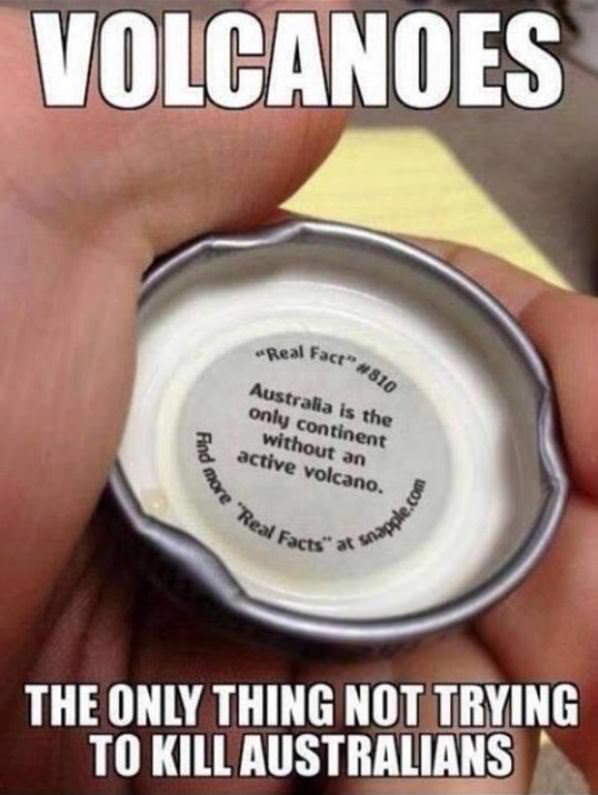 VOLCANOES
"Real Fact" #810
Australia is the
only continent
without an
active volcano.
Find more "Real Facts" at snapple.com
THE ONLY THING NOT TRYING
TO KILL AUSTRALIANS